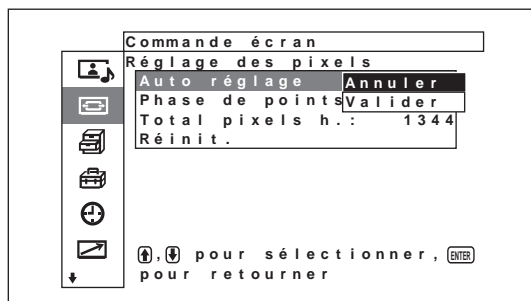 Commande écran
Réglage des pixels
Auto réglage Annuler
Phase de points Valider
Total pixels h.: 1344
Réinit.
, pour sélectionner, ENTER
pour retourner